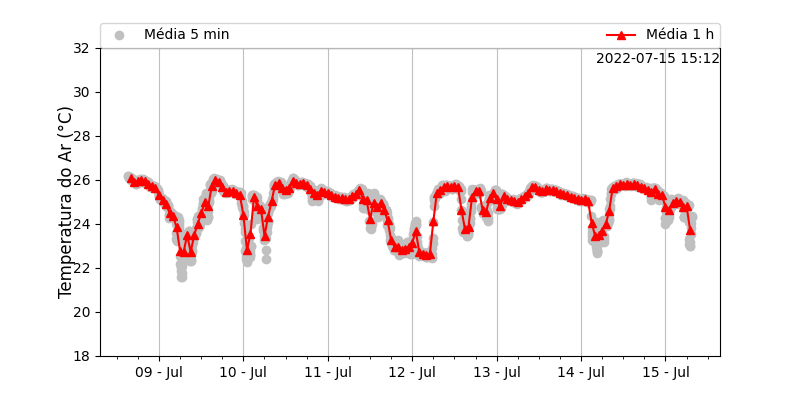 Média 5 min
Média 1 h
2022-07-15 15:12
Temperatura do Ar (°C)
32
30
28
26
24
22
20
18
09 - Jul
10 - Jul
11 - Jul
12 - Jul
13 - Jul
14 - Jul
15 - Jul